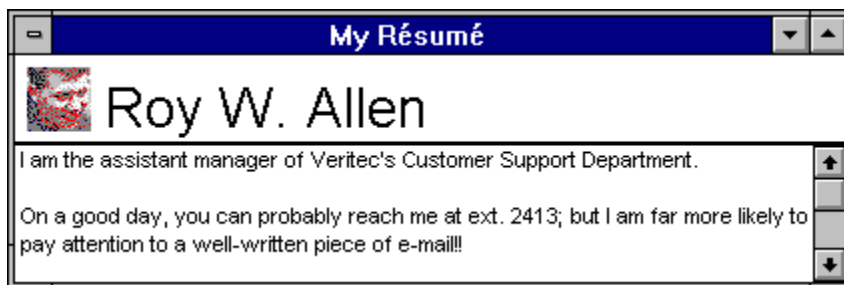 My Résumé
Roy W. Allen
I am the assistant manager of Veritec's Customer Support Department.
On a good day, you can probably reach me at ext. 2413; but I am far more likely to
pay attention to a well-written piece of e-mail!!